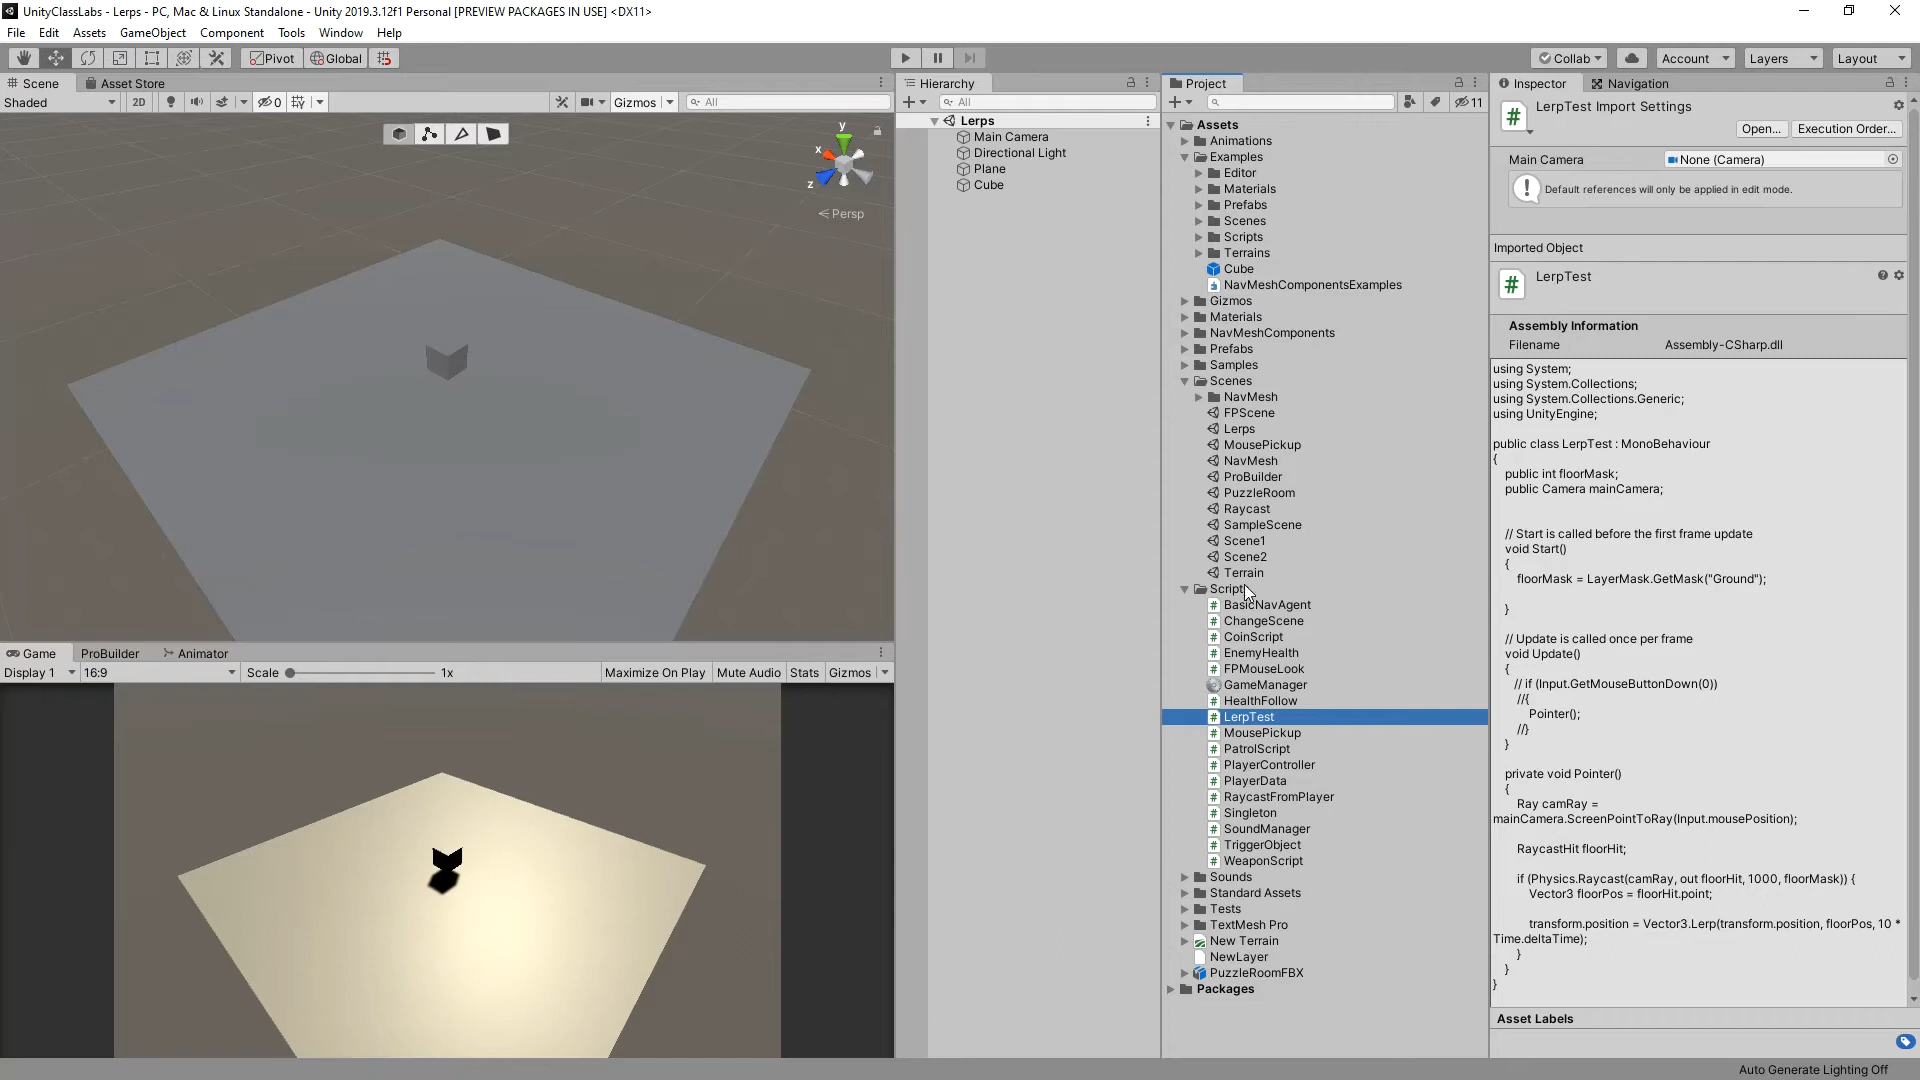 UnityClassLabs - Lerps - PC, Mac & Linux Standalone - Unity 2019.3.12f1 Personal [PREVIEW PACKAGES IN USE] <DX11>
File Edit Assets GameObject Component Tools Window Help
Pivot Global Collab Account Layers Layout
Scene Asset Store
Shaded 2D 0 Gizmos All
y
x
z
Persp
Game ProBuilder Animator
Display 1 16:9 Scale 1x Maximize On Play Mute Audio Stats Gizmos
Hierarchy
All
Lerps
Main Camera
Directional Light
Plane
Cube
Project
11
Assets
Animations
Examples
Editor
Materials
Prefabs
Scenes
Scripts
Terrains
Cube
NavMeshComponentsExamples
Gizmos
Materials
NavMeshComponents
Prefabs
Samples
Scenes
NavMesh
FPScene
Lerps
MousePickup
NavMesh
ProBuilder
PuzzleRoom
Raycast
SampleScene
Scene1
Scene2
Terrain
Script
BasicNavAgent
ChangeScene
CoinScript
EnemyHealth
FPMouseLook
GameManager
HealthFollow
LerpTest
MousePickup
PatrolScript
PlayerController
PlayerData
RaycastFromPlayer
Singleton
SoundManager
TriggerObject
WeaponScript
Sounds
Standard Assets
Tests
TextMesh Pro
New Terrain
NewLayer
PuzzleRoomFBX
Packages
Inspector Navigation
LerpTest Import Settings
Open... Execution Order...
Main Camera None (Camera)
Default references will only be applied in edit mode.
Imported Object
LerpTest
Assembly Information
Filename Assembly-CSharp.dll
using System;
using System.Collections;
using System.Collections.Generic;
using UnityEngine;
public class LerpTest : MonoBehaviour
{
public int floorMask;
public Camera mainCamera;
// Start is called before the first frame update
void Start()
{
floorMask = LayerMask.GetMask("Ground");
}
// Update is called once per frame
void Update()
{
// if (Input.GetMouseButtonDown(0))
//{
Pointer();
//}
}
private void Pointer()
{
Ray camRay =
mainCamera.ScreenPointToRay(Input.mousePosition);
RaycastHit floorHit;
if (Physics.Raycast(camRay, out floorHit, 1000, floorMask)) {
Vector3 floorPos = floorHit.point;
transform.position = Vector3.Lerp(transform.position, floorPos, 10 *
Time.deltaTime);
}
}
}
Asset Labels
Auto Generate Lighting Off